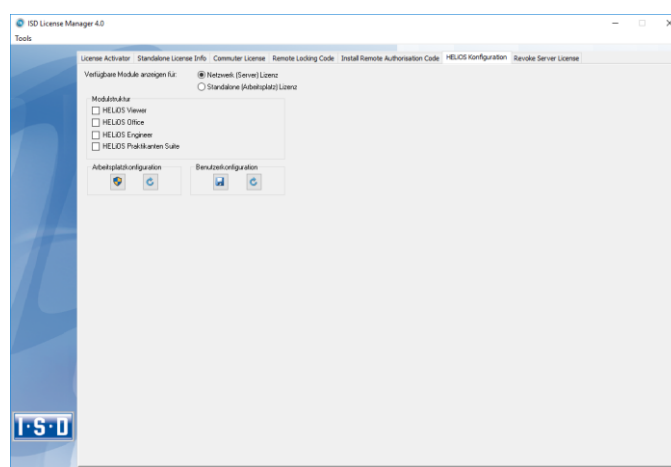 ISD License Manager 4.0
Tools
License Activator Standalone License Info Commuter License Remote Locking Code Install Remote Authorisation Code HELiOS Konfiguration Revoke Server License
Verfügbare Module anzeigen für: Netzwerk (Server) Lizenz
Standalone (Arbeitsplatz) Lizenz
Modulstruktur
HELiOS Viewer
HELiOS Office
HELiOS Engineer
HELiOS Praktikanten Suite
Arbeitsplatzkonfiguration Benutzerkonfiguration
I·S·D